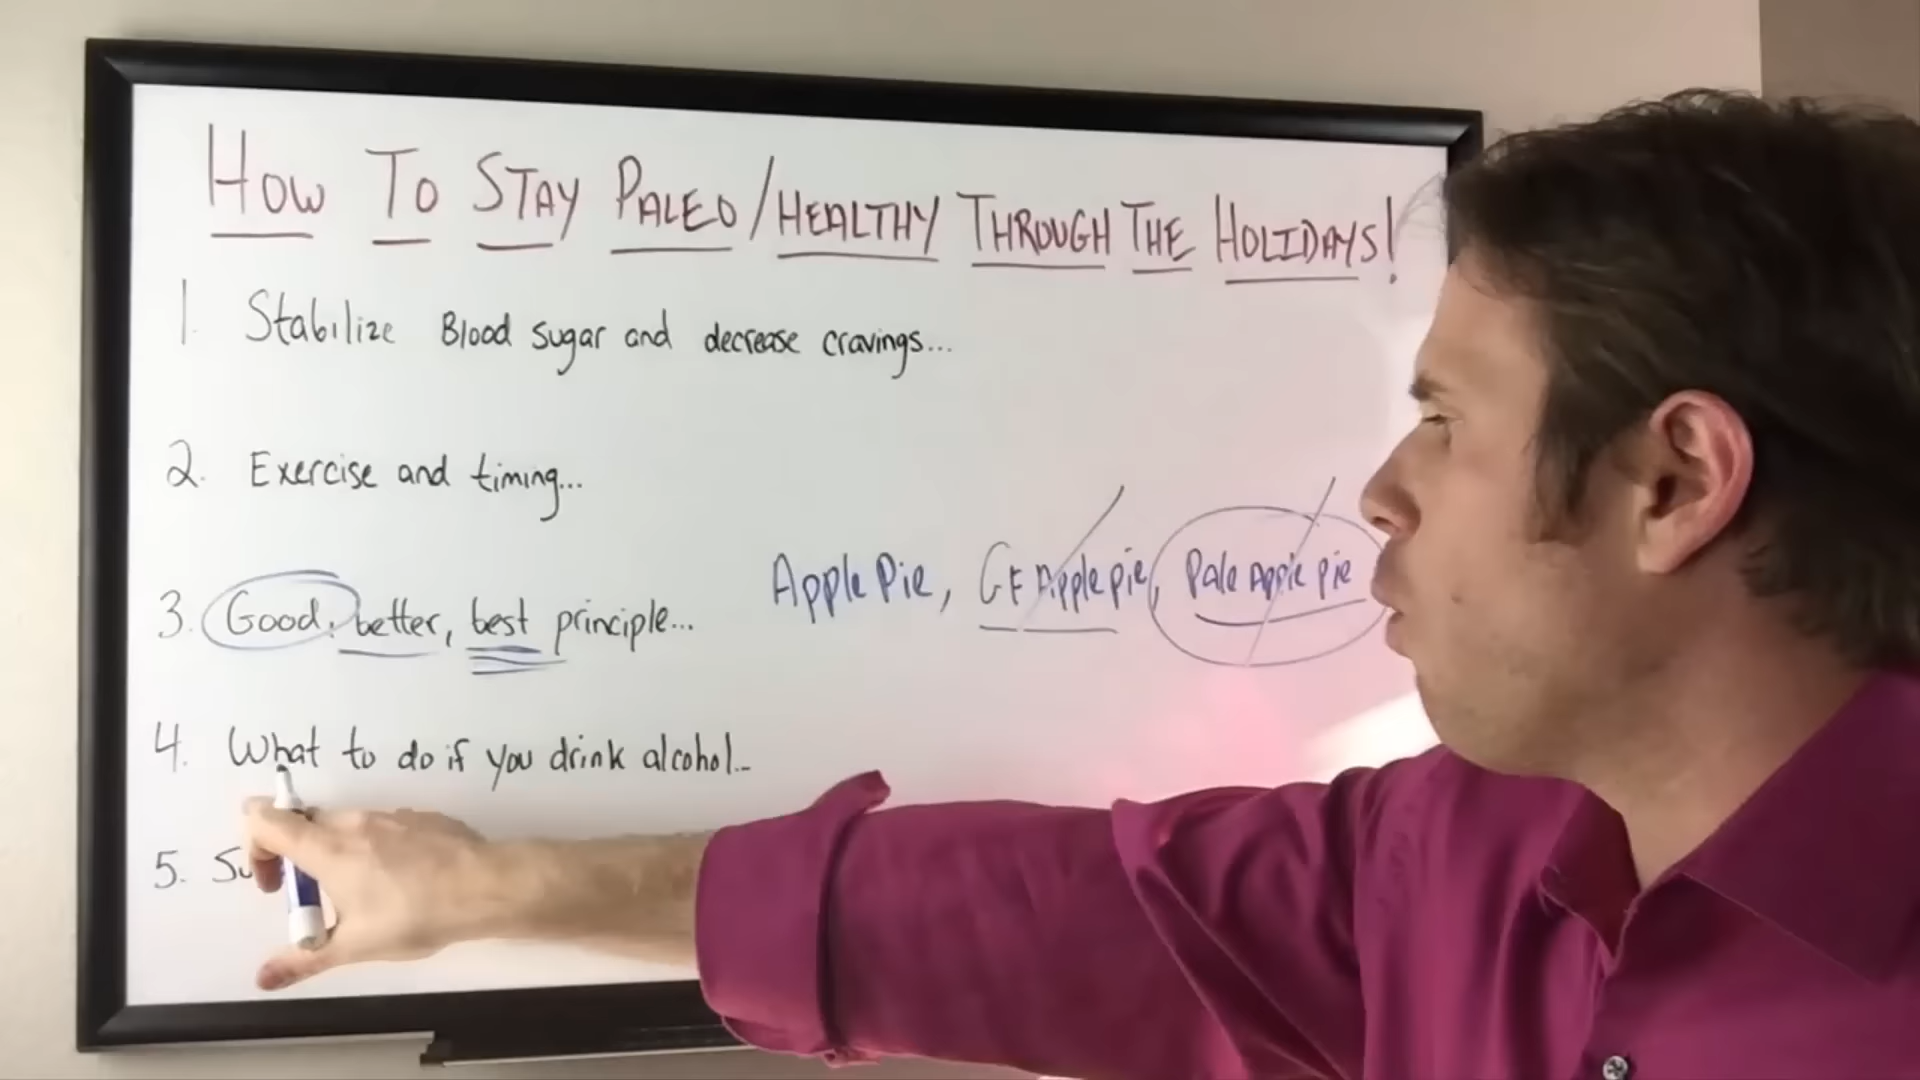 HOW TO STAY PALEO/HEALTHY THROUGH THE HOLIDAYS!
1. Stabilize Blood sugar and decrease cravings...
2. Exercise and timing...
3. Good, better, best principle...
Apple Pie, GF Apple pie, Pale Apple pie
4. What to do if you drink alcohol...
5.